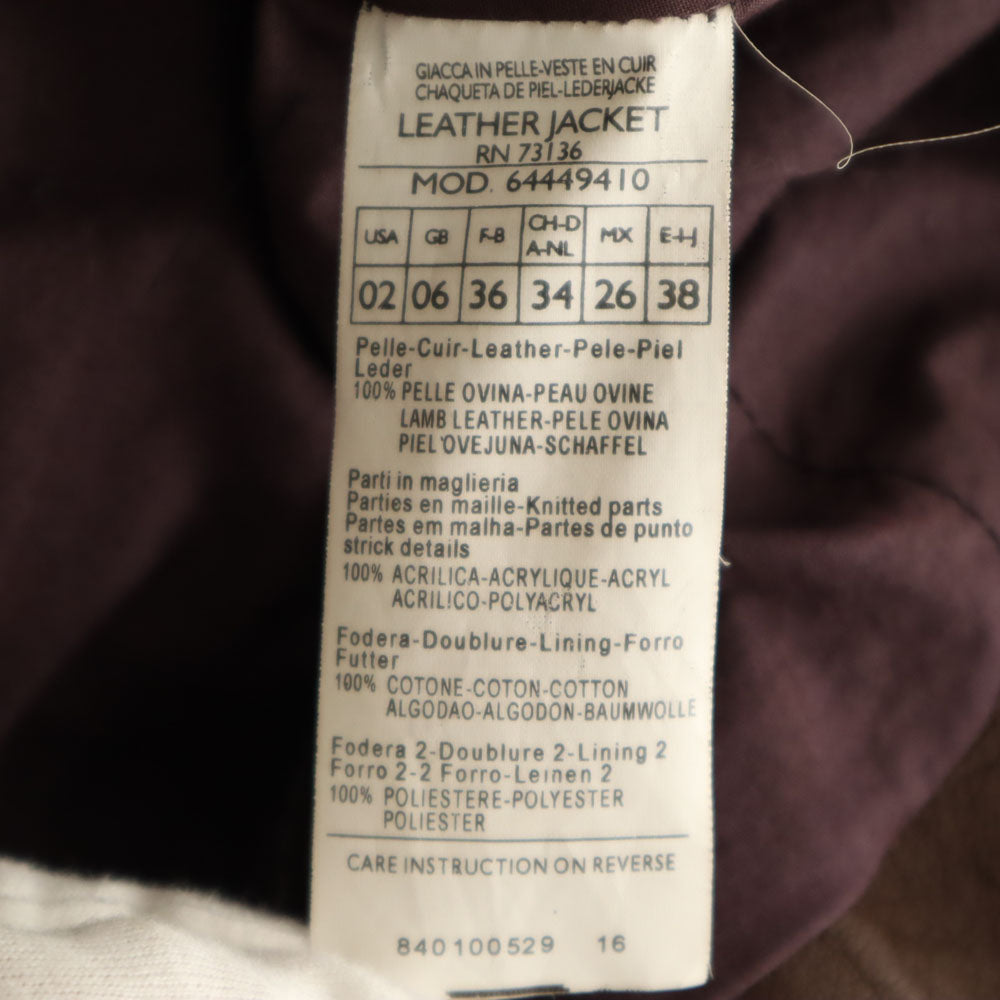 GIACCA IN PELLE-VESTE EN CUIR
CHAQUETA DE PIEL-LEDERJACKE
LEATHER JACKET
RN 73136
MOD. 64449410
USA GB F-B CH-D A-NL MX E-I-J
02 06 36 34 26 38
Pelle-Cuir-Leather-Pele-Piel
Leder
100% PELLE OVINA-PEAU OVINE
LAMB LEATHER-PELE OVINA
PIEL OVEJUNA-SCHAFFEL
Parti in maglieria
Parties en maille-Knitted parts
Partes em malha-Partes de punto
strick details
100% ACRILICA-ACRYLIQUE-ACRYL
ACRILICO-POLYACRYL
Fodera-Doublure-Lining-Forro
Futter
100% COTONE-COTON-COTTON
ALGODAO-ALGODON-BAUMWOLLE
Fodera 2-Doublure 2-Lining 2
Forro 2-2 Forro-Leinen 2
100% POLIESTERE-POLYESTER
POLIESTER
CARE INSTRUCTION ON REVERSE
840100529 16